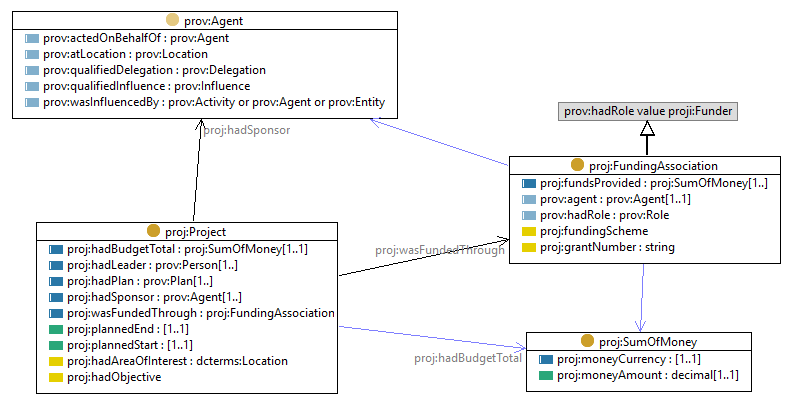 prov:Agent
prov:actedOnBehalfOf : prov:Agent
prov:atLocation : prov:Location
prov:qualifiedDelegation : prov:Delegation
prov:qualifiedInfluence : prov:Influence
prov:wasInfluencedBy : prov:Activity or prov:Agent or prov:Entity
proj:hadSponsor
prov:hadRole value proji:Funder
proj:FundingAssociation
proj:fundsProvided : proj:SumOfMoney[1..]
prov:agent : prov:Agent[1..1]
prov:hadRole : prov:Role
proj:fundingScheme
proj:grantNumber : string
proj:Project
proj:hadBudgetTotal : proj:SumOfMoney[1..1]
proj:hadLeader : prov:Person[1..]
proj:hadPlan : prov:Plan[1..]
proj:hadSponsor : prov:Agent[1..]
proj:wasFundedThrough : proj:FundingAssociation
proj:plannedEnd : [1..1]
proj:plannedStart : [1..1]
proj:hadAreaOfInterest : dcterms:Location
proj:hadObjective
proj:wasFundedThrough
proj:hadBudgetTotal
proj:SumOfMoney
proj:moneyCurrency : [1..1]
proj:moneyAmount : decimal[1..1]